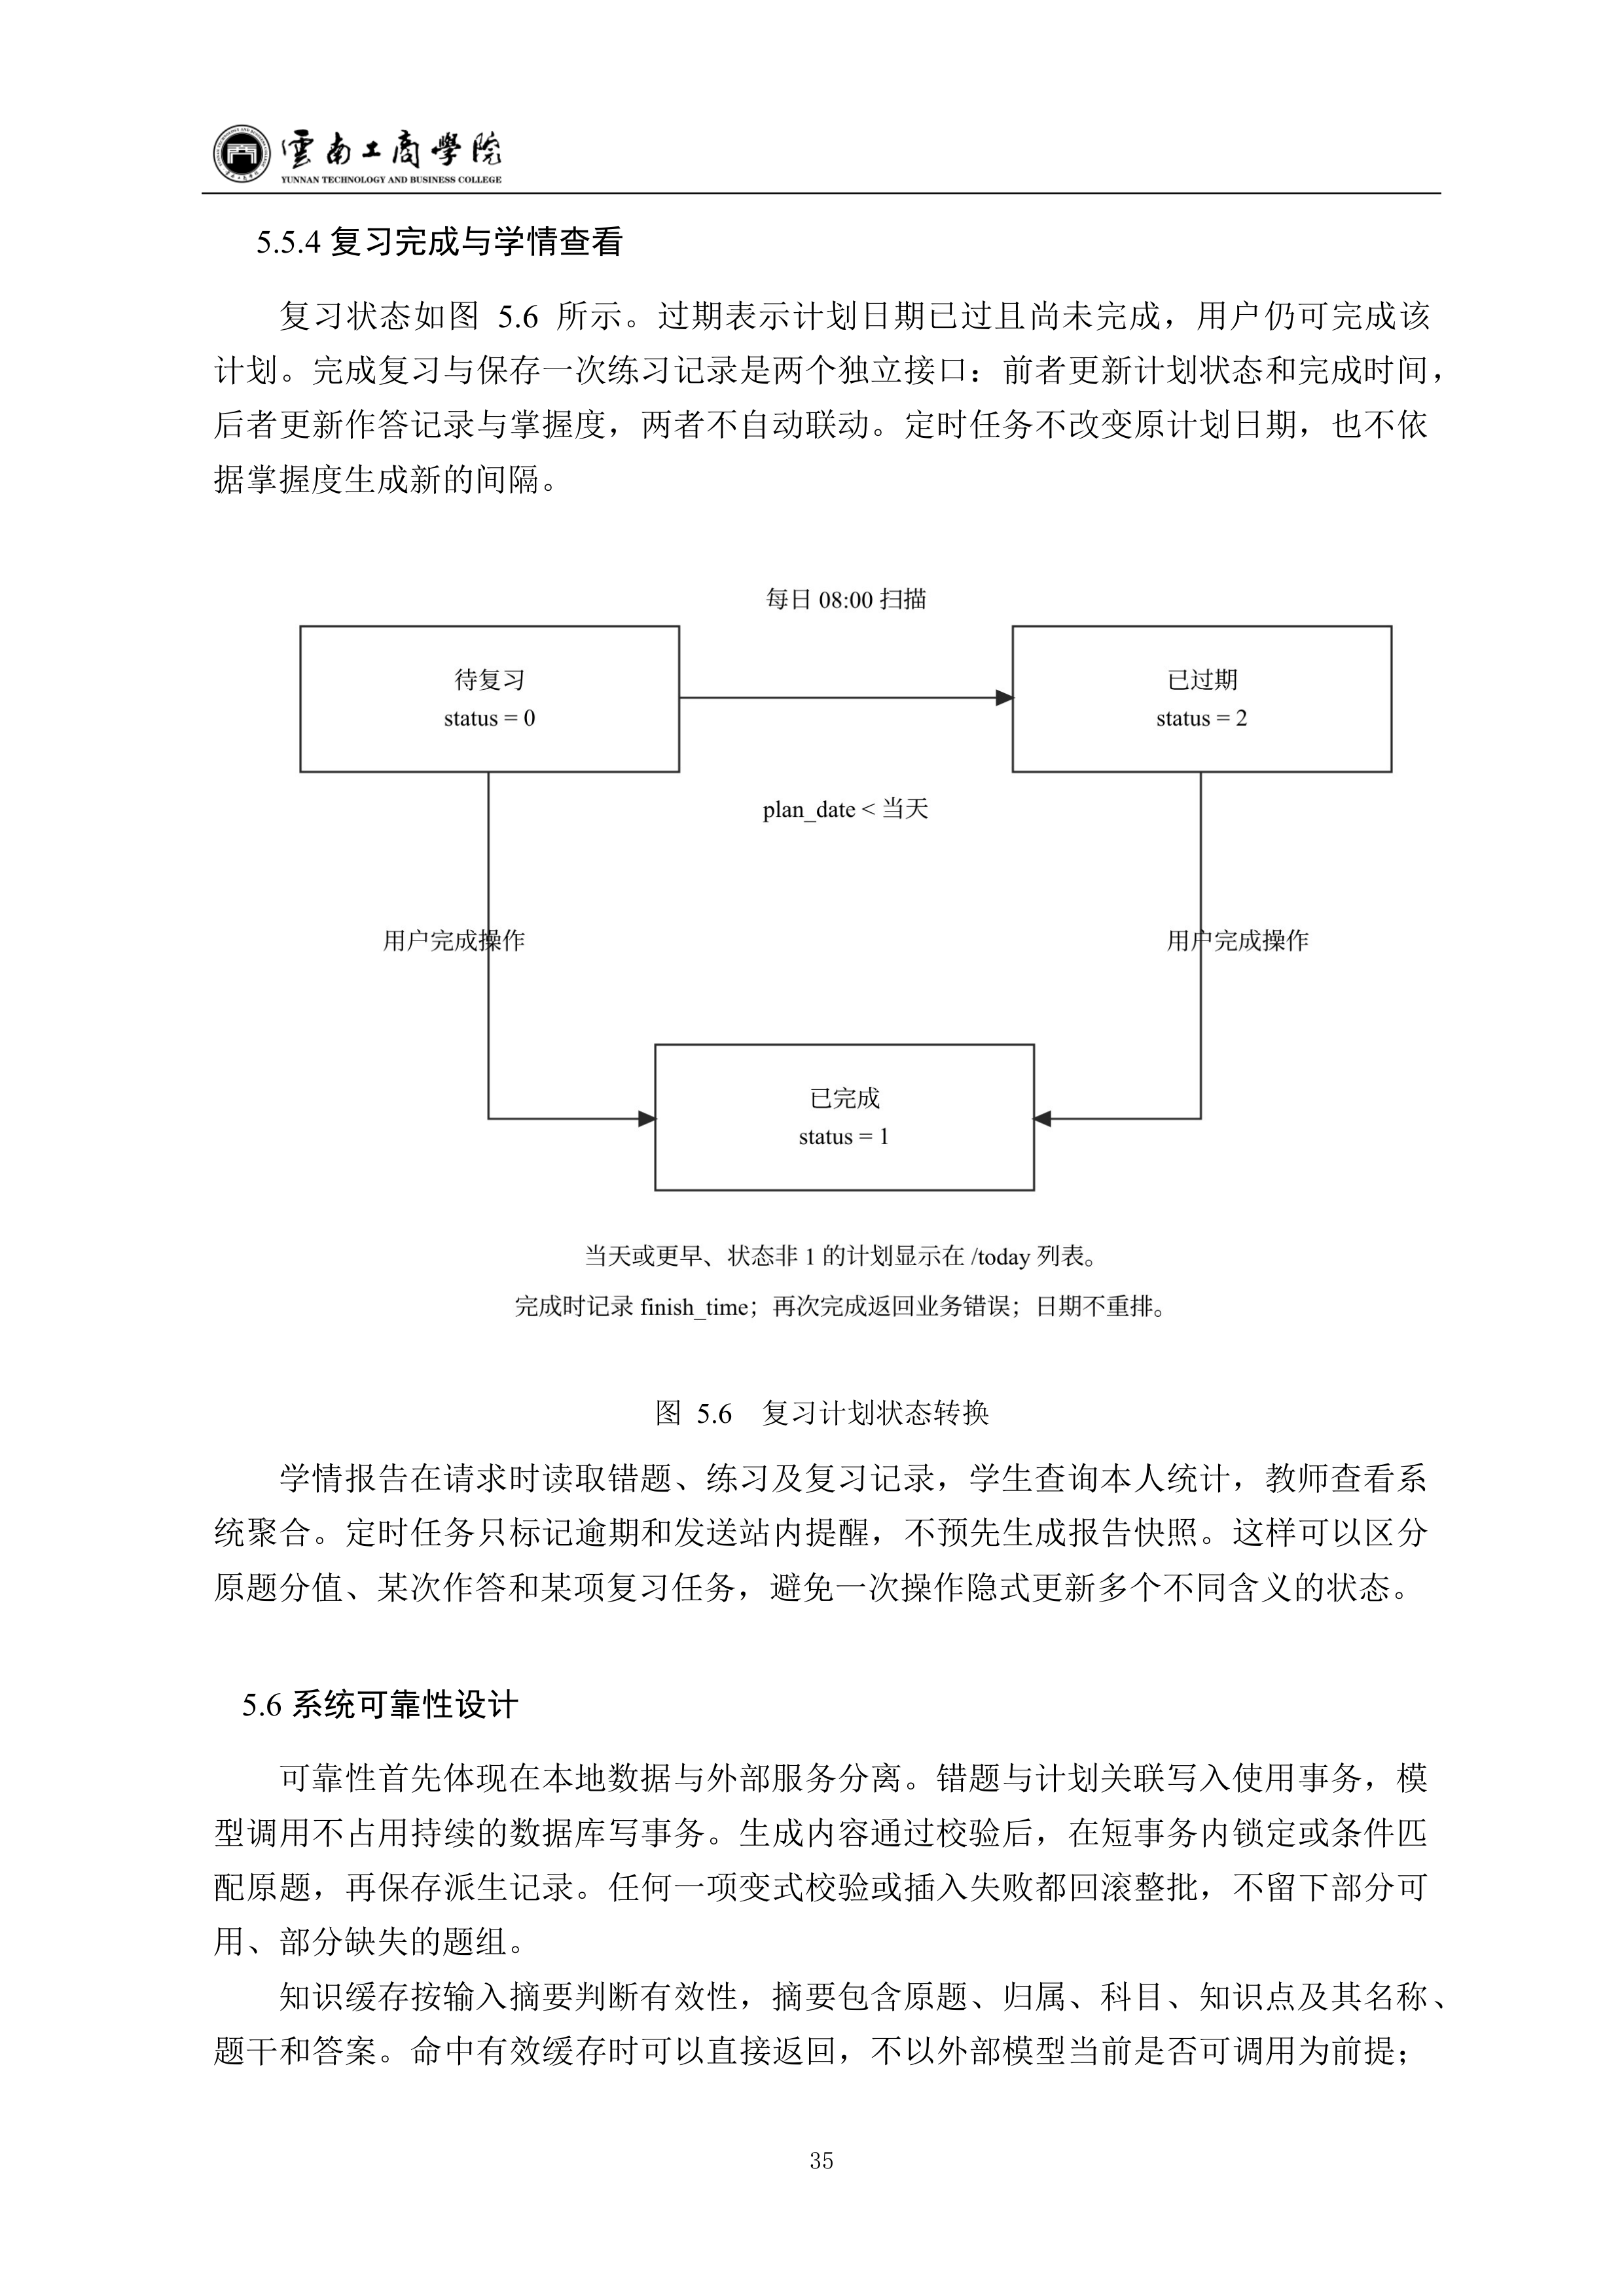 雲南工商學院
YUNNAN TECHNOLOGY AND BUSINESS COLLEGE
5.5.4 复习完成与学情查看
复习状态如图 5.6 所示。过期表示计划日期已过且尚未完成，用户仍可完成该
计划。完成复习与保存一次练习记录是两个独立接口：前者更新计划状态和完成时间，
后者更新作答记录与掌握度，两者不自动联动。定时任务不改变原计划日期，也不依
据掌握度生成新的间隔。
每日 08:00 扫描
待复习
status = 0
已过期
status = 2
plan_date < 当天
用户完成操作
用户完成操作
已完成
status = 1
当天或更早、状态非 1 的计划显示在 /today 列表。
完成时记录 finish_time；再次完成返回业务错误；日期不重排。
图 5.6 复习计划状态转换
学情报告在请求时读取错题、练习及复习记录，学生查询本人统计，教师查看系
统聚合。定时任务只标记逾期和发送站内提醒，不预先生成报告快照。这样可以区分
原题分值、某次作答和某项复习任务，避免一次操作隐式更新多个不同含义的状态。
5.6 系统可靠性设计
可靠性首先体现在本地数据与外部服务分离。错题与计划关联写入使用事务，模
型调用不占用持续的数据库写事务。生成内容通过校验后，在短事务内锁定或条件匹
配原题，再保存派生记录。任何一项变式校验或插入失败都回滚整批，不留下部分可
用、部分缺失的题组。
知识缓存按输入摘要判断有效性，摘要包含原题、归属、科目、知识点及其名称、
题干和答案。命中有效缓存时可以直接返回，不以外部模型当前是否可调用为前提；
35